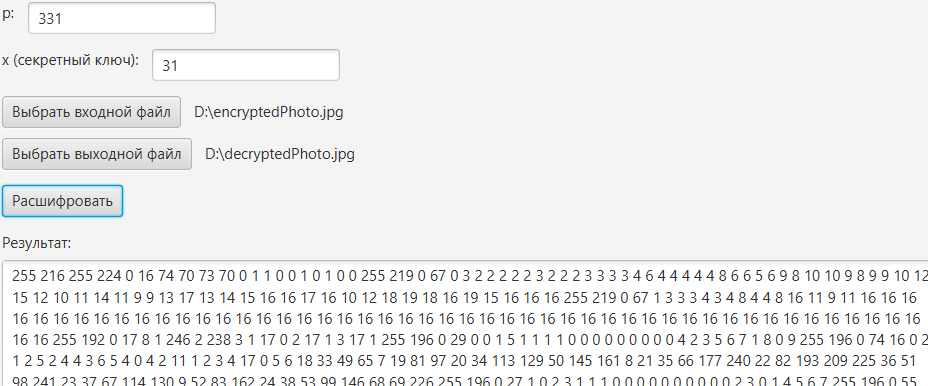 p: 331
x (секретный ключ): 31
Выбрать входной файл D:\encryptedPhoto.jpg
Выбрать выходной файл D:\decryptedPhoto.jpg
Расшифровать
Результат:
255 216 255 224 0 16 74 70 73 70 0 1 1 0 0 1 0 1 0 0 255 219 0 67 0 3 2 2 2 2 2 3 2 2 2 3 3 3 3 4 6 4 4 4 4 4 8 6 6 5 6 9 8 10 10 9 8 9 9 10 12
15 12 10 11 14 11 9 9 13 17 13 14 15 16 16 17 16 10 12 18 19 18 16 19 15 16 16 16 255 219 0 67 1 3 3 3 4 3 4 8 4 4 8 16 11 9 11 16 16 16
16 16 16 16 16 16 16 16 16 16 16 16 16 16 16 16 16 16 16 16 16 16 16 16 16 16 16 16 16 16 16 16 16 16 16 16 16 16 16 16 16 16 16
16 16 255 192 0 17 8 1 246 2 238 3 1 17 0 2 17 1 3 17 1 255 196 0 29 0 0 1 5 1 1 1 1 0 0 0 0 0 0 0 0 0 0 4 2 3 5 6 7 1 8 0 9 255 196 0 74 16 0 2
1 2 5 2 4 4 3 6 5 4 0 4 2 11 1 2 3 4 17 0 5 6 18 33 49 65 7 19 81 97 20 34 113 129 50 145 161 8 21 35 66 177 240 22 82 193 209 225 36 51
98 241 23 37 67 114 130 9 52 83 162 24 38 53 99 146 68 69 226 255 196 0 27 1 0 2 3 1 1 1 0 0 0 0 0 0 0 0 0 0 2 3 0 1 4 5 6 7 255 196 0 55